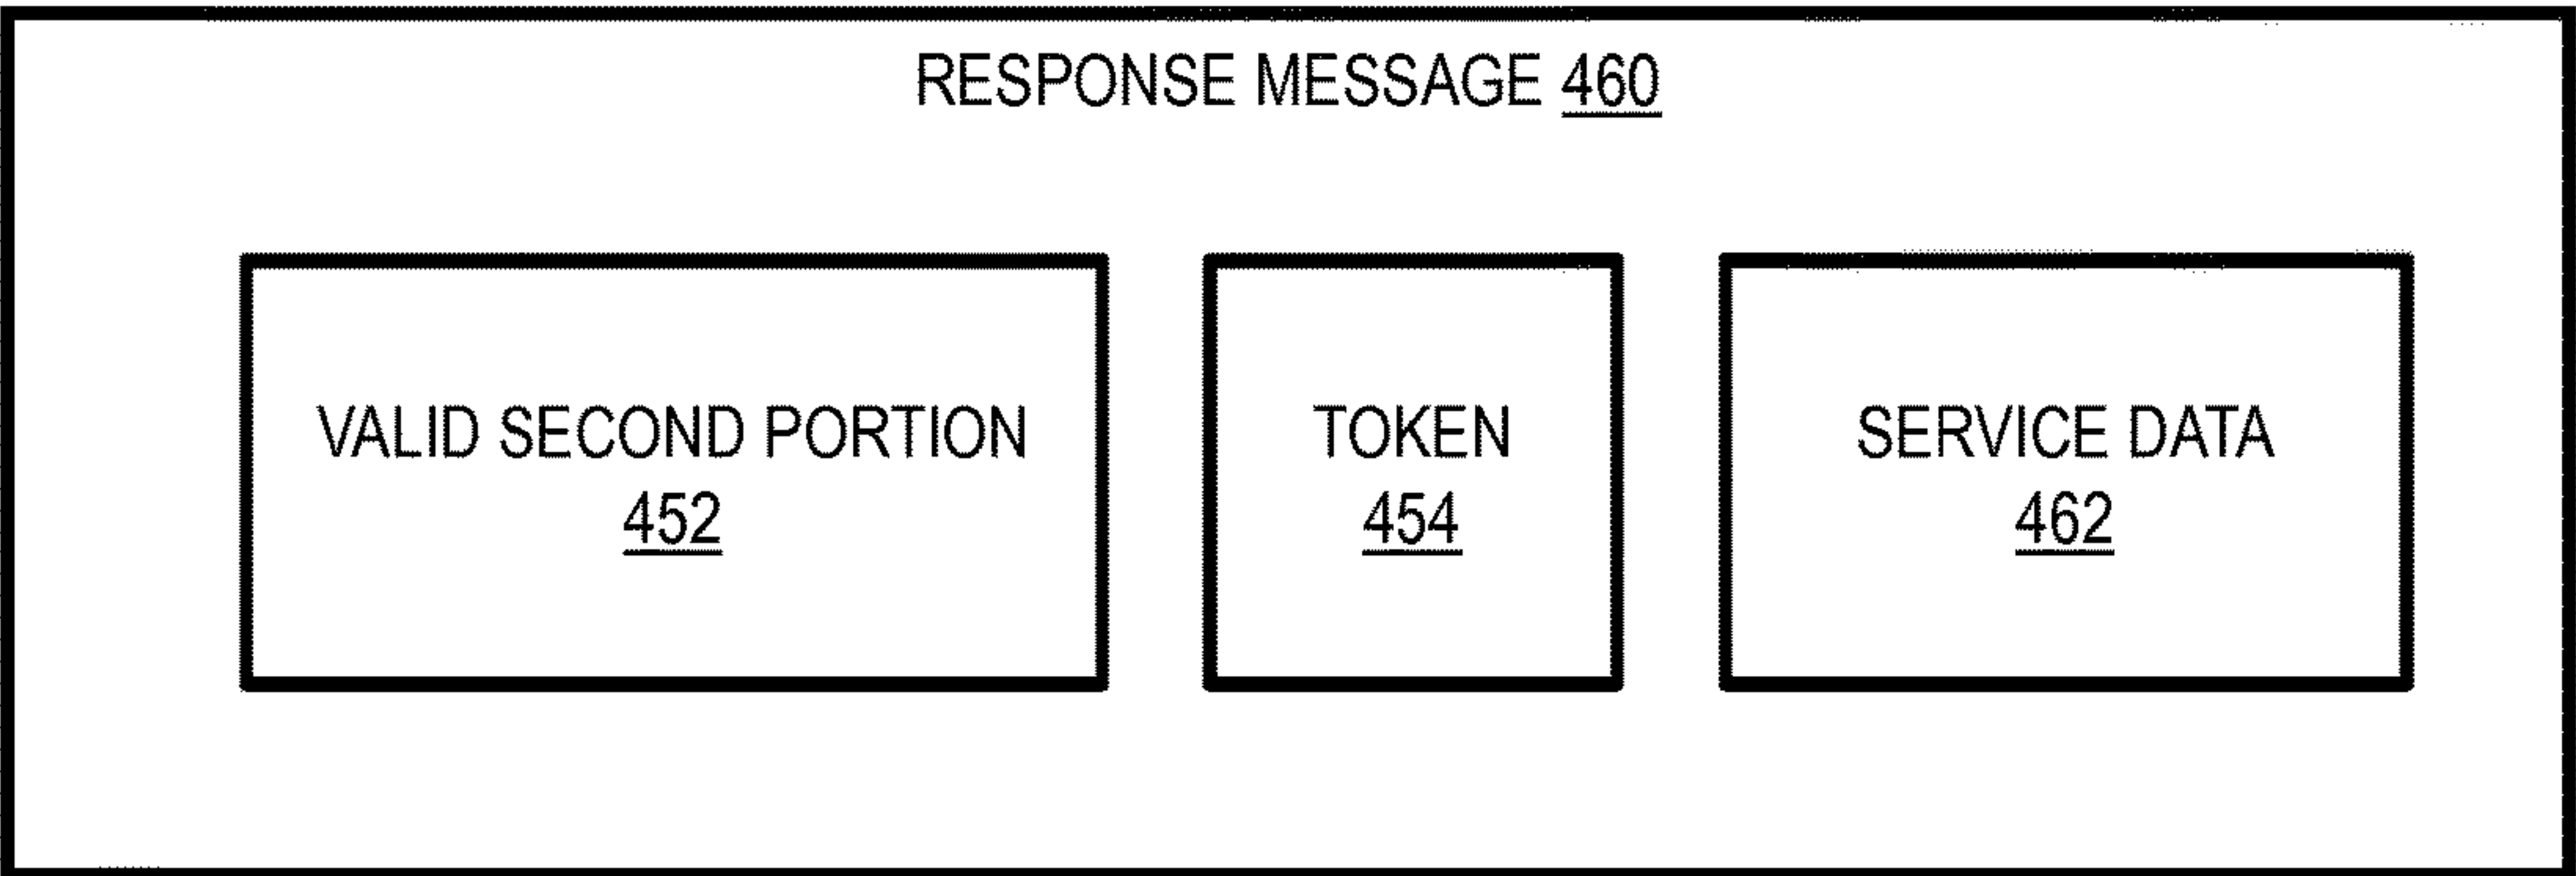 RESPONSE MESSAGE 460
VALID SECOND PORTION
452
TOKEN
454
SERVICE DATA
462